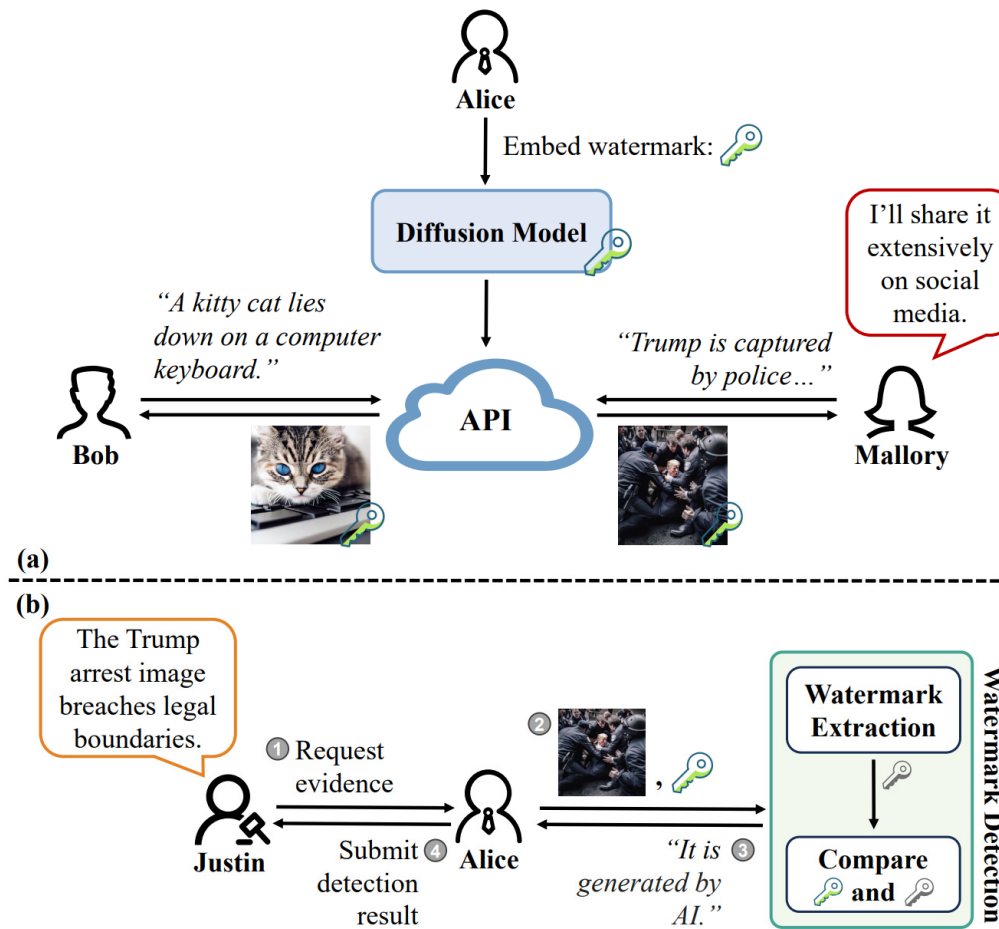 Alice
Embed watermark:
Diffusion Model
I'll share it
extensively
on social
media.
“A kitty cat lies
down on a computer
keyboard.”
“Trump is captured
by police…”
API
Bob
Mallory
(a)
(b)
The Trump
arrest image
breaches legal
boundaries.
1 Request
evidence
Justin
Submit 4
detection
result
Alice
2
,
“It is 3
generated by
AI.”
Watermark
Extraction
Compare
and
Watermark Detection